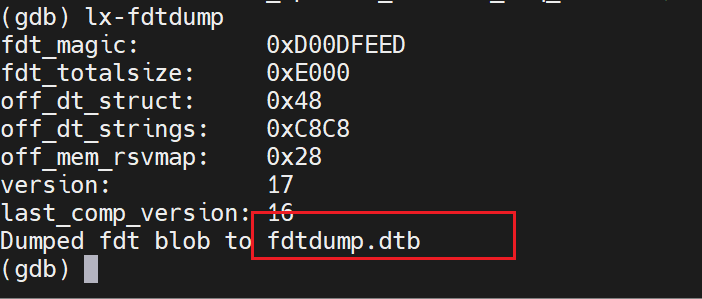 (gdb) lx-fdtdump
fdt_magic: 0xD00DFEED
fdt_totalsize: 0xE000
off_dt_struct: 0x48
off_dt_strings: 0xC8C8
off_mem_rsvmap: 0x28
version: 17
last_comp_version: 16
Dumped fdt blob to fdtdump.dtb
(gdb)